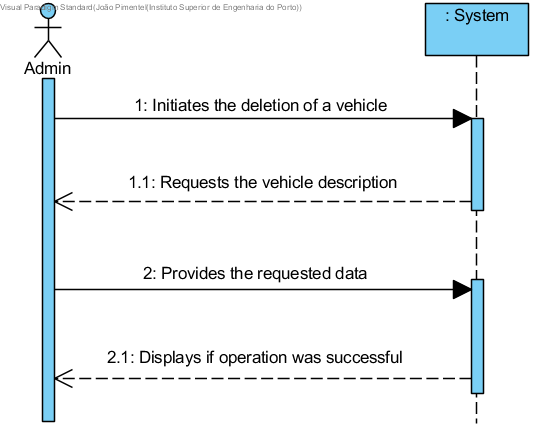 Visual Paradigm Standard(João Pimentel(Instituto Superior de Engenharia do Porto))
: System
Admin
1: Initiates the deletion of a vehicle
1.1: Requests the vehicle description
2: Provides the requested data
2.1: Displays if operation was successful